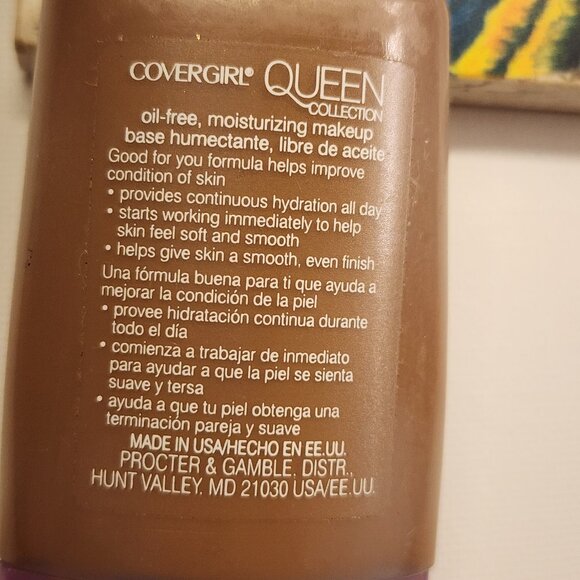 COVERGIRL® QUEEN
COLLECTION
oil-free, moisturizing makeup
base humectante, libre de aceite
Good for you formula helps improve
condition of skin
• provides continuous hydration all day
• starts working immediately to help
skin feel soft and smooth
• helps give skin a smooth, even finish
Una fórmula buena para ti que ayuda a
mejorar la condición de la piel
• provee hidratación continua durante
todo el día
• comienza a trabajar de inmediato
para ayudar a que la piel se sienta
suave y tersa
• ayuda a que tu piel obtenga una
terminación pareja y suave
MADE IN USA/HECHO EN EE.UU.
PROCTER & GAMBLE, DISTR.,
HUNT VALLEY, MD 21030 USA/EE.UU.